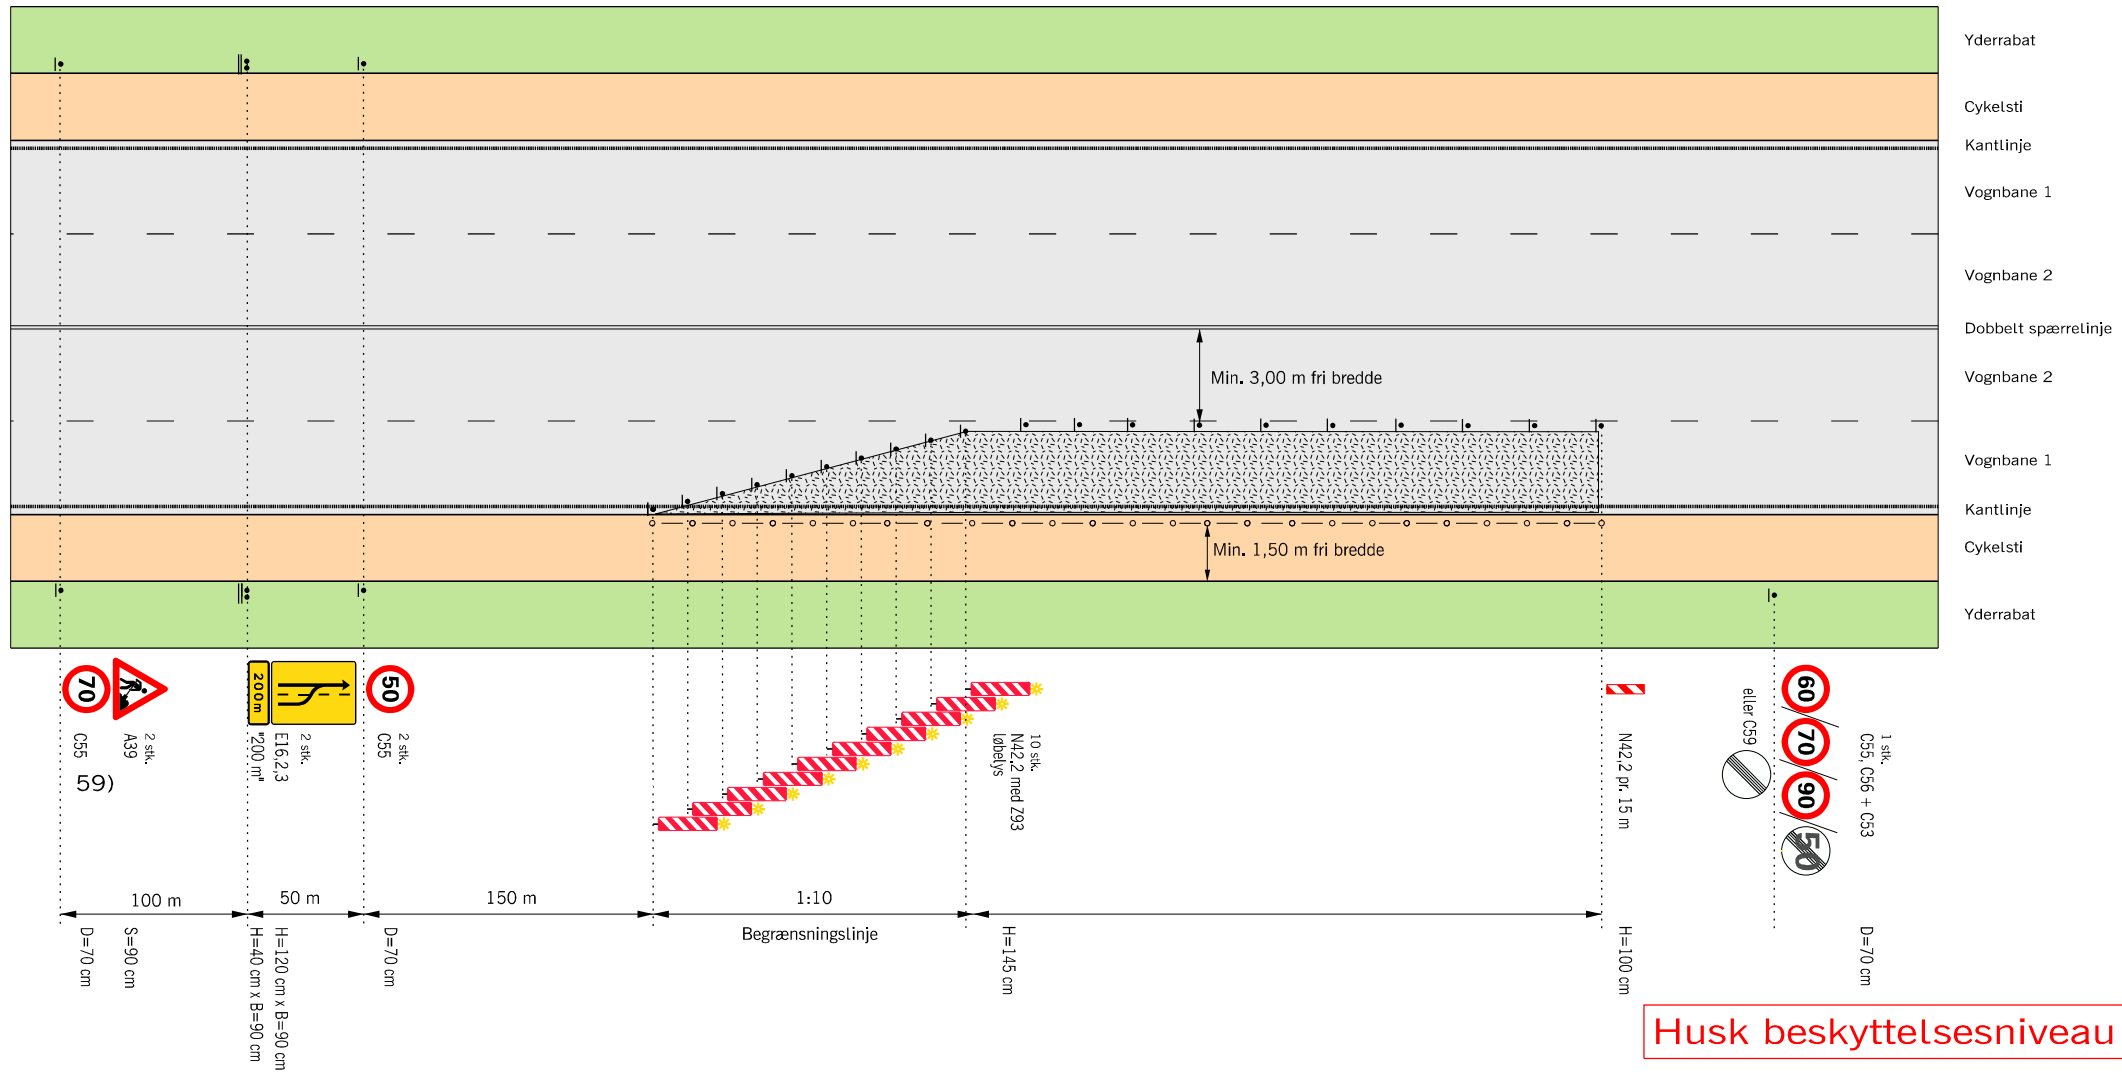 Yderrabat
Cykelsti
Kantlinje
Vognbane 1
Vognbane 2
Dobbelt spærrelinje
Vognbane 2
Vognbane 1
Kantlinje
Cykelsti
Yderrabat
Min. 3,00 m fri bredde
Min. 1,50 m fri bredde
70
2 stk.
A39
C55
59)
200m
2 stk.
E16,2,3
"200 m"
50
2 stk.
C55
10 stk.
N42,2 med Z93
løbelys
N42,2 pr. 15 m
eller C59
60
70
90
50
1 stk.
C55, C56 + C53
100 m
50 m
150 m
1:10
Begrænsningslinje
S=90 cm
D=70 cm
H=120 cm x B=90 cm
H=40 cm x B=90 cm
D=70 cm
H=145 cm
H=100 cm
D=70 cm
Husk beskyttelsesniveau